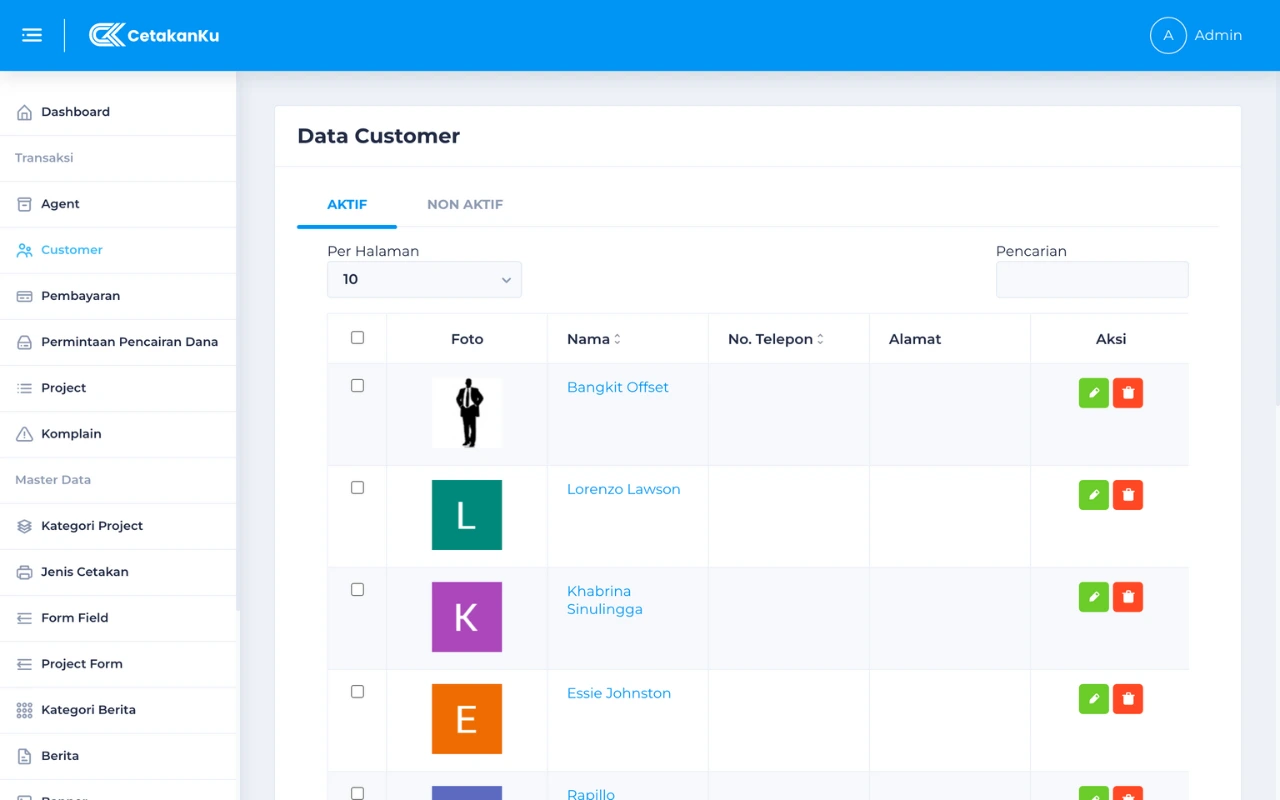 CetakanKu
A
Admin
Dashboard
Transaksi
Agent
Customer
Pembayaran
Permintaan Pencairan Dana
Project
Komplain
Master Data
Kategori Project
Jenis Cetakan
Form Field
Project Form
Kategori Berita
Berita
Banner
Data Customer
AKTIF
NON AKTIF
Per Halaman
10
Pencarian
Foto
Nama
No. Telepon
Alamat
Aksi
Bangkit Offset
L
Lorenzo Lawson
K
Khabrina
Sinulingga
E
Essie Johnston
Rapillo